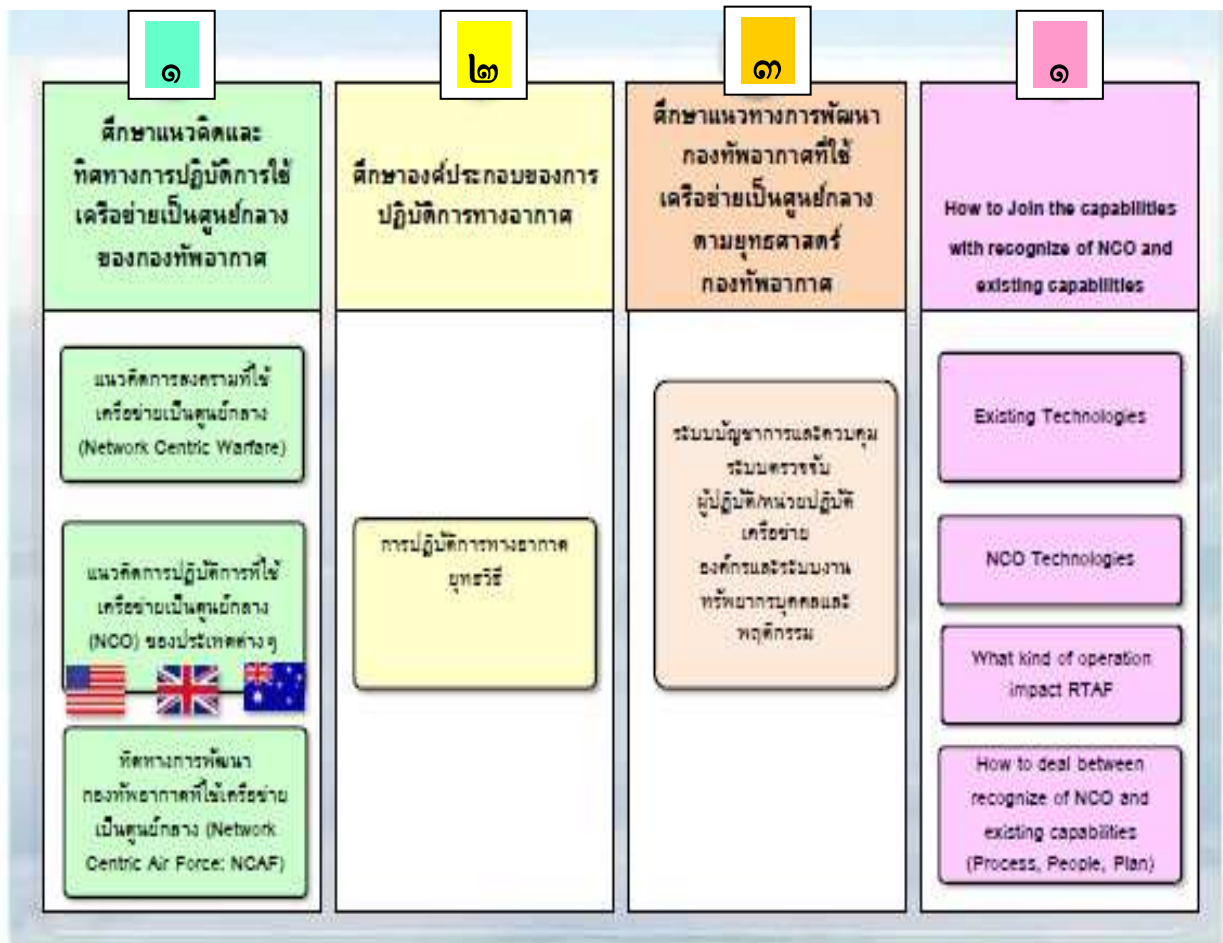 ๑
ศึกษาแนวคิดและ
ทิศทางการปฏิบัติการใช้
เครือข่ายเป็นศูนย์กลาง
ของกองทัพอากาศ
แนวคิดการสงครามที่ใช้
เครือข่ายเป็นศูนย์กลาง
(Network Centric Warfare)
แนวคิดการปฏิบัติการที่ใช้
เครือข่ายเป็นศูนย์กลาง
(NCO) ของประเทศต่างๆ
ทิศทางการพัฒนา
กองทัพอากาศที่ใช้เครือข่าย
เป็นศูนย์กลาง (Network
Centric Air Force: NCAF)
๒
ศึกษาองค์ประกอบของการ
ปฏิบัติการทางอากาศ
การปฏิบัติการทางอากาศ
ยุทธวิธี
๓
ศึกษาแนวทางการพัฒนา
กองทัพอากาศที่ใช้
เครือข่ายเป็นศูนย์กลาง
ตามยุทธศาสตร์
กองทัพอากาศ
ระบบบัญชาการและควบคุม
ระบบตรวจจับ
ผู้ปฏิบัติ/หน่วยปฏิบัติ
เครือข่าย
องค์กรและระบบงาน
ทรัพยากรบุคคลและ
พฤติกรรม
๑
How to Join the capabilities
with recognize of NCO and
existing capabilities
Existing Technologies
NCO Technologies
What kind of operation
impact RTAF
How to deal between
recognize of NCO and
existing capabilities
(Process, People, Plan)